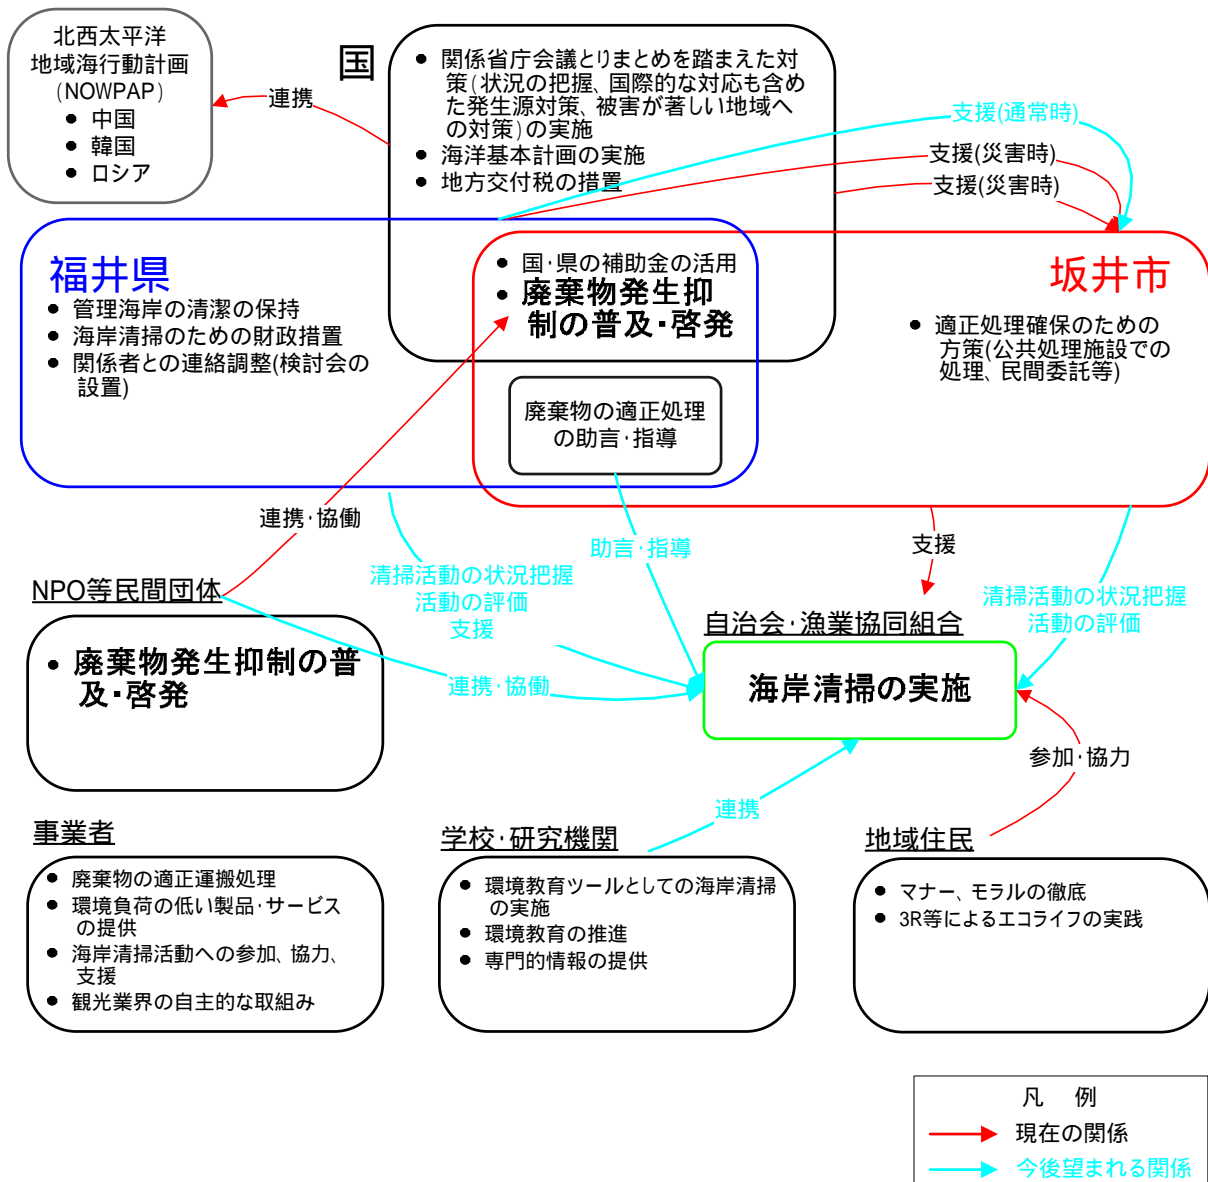 北西太平洋
地域海行動計画
(NOWPAP)
● 中国
● 韓国
● ロシア
連携
国
● 関係省庁会議とりまとめを踏まえた対
策(状況の把握、国際的な対応も含め
た発生源対策、被害が著しい地域へ
の対策)の実施
● 海洋基本計画の実施
● 地方交付税の措置
支援(通常時)
支援(災害時)
支援(災害時)
福井県
● 管理海岸の清潔の保持
● 海岸清掃のための財政措置
● 関係者との連絡調整(検討会の
設置)
● 国・県の補助金の活用
● 廃棄物発生抑
制の普及・啓発
廃棄物の適正処理
の助言・指導
坂井市
● 適正処理確保のための
方策(公共処理施設での
処理、民間委託等)
連携・協働
清掃活動の状況把握
活動の評価
支援
助言・指導
支援
清掃活動の状況把握
活動の評価
NPO等民間団体
● 廃棄物発生抑制の普
及・啓発
連携・協働
自治会・漁業協同組合
海岸清掃の実施
参加・協力
連携
事業者
● 廃棄物の適正運搬処理
● 環境負荷の低い製品・サービス
の提供
● 海岸清掃活動への参加、協力、
支援
● 観光業界の自主的な取組み
学校・研究機関
● 環境教育ツールとしての海岸清掃
の実施
● 環境教育の推進
● 専門的情報の提供
地域住民
● マナー、モラルの徹底
● 3R等によるエコライフの実践
凡 例
現在の関係
今後望まれる関係